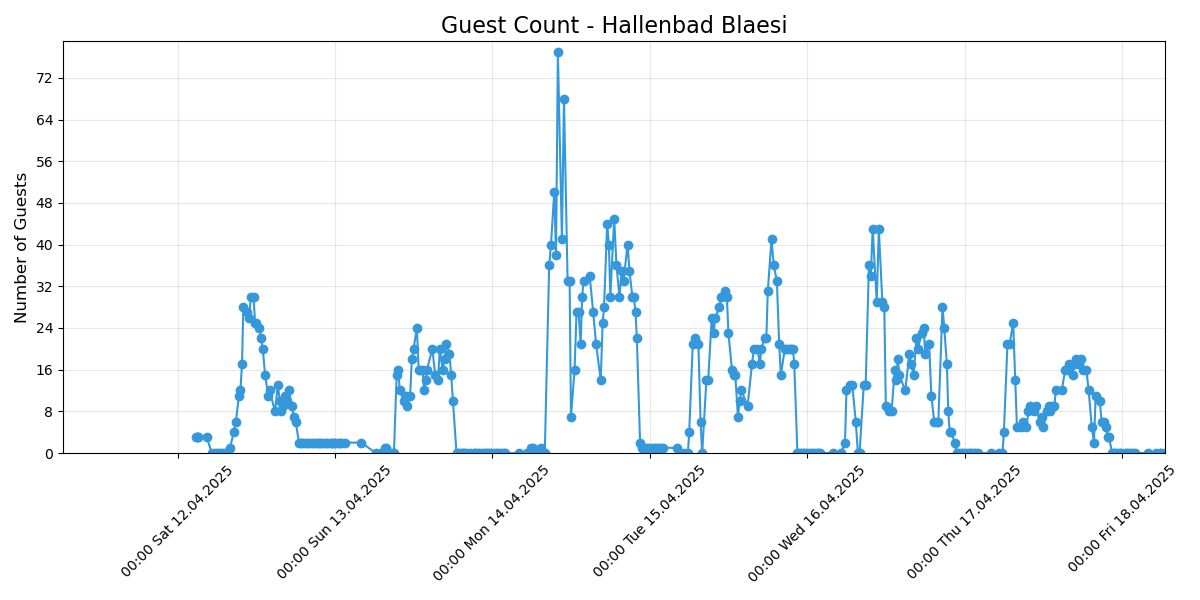 Guest Count - Hallenbad Blaesi
Number of Guests
72
64
56
48
40
32
24
16
8
0
00:00 Sat 12.04.2025
00:00 Sun 13.04.2025
00:00 Mon 14.04.2025
00:00 Tue 15.04.2025
00:00 Wed 16.04.2025
00:00 Thu 17.04.2025
00:00 Fri 18.04.2025